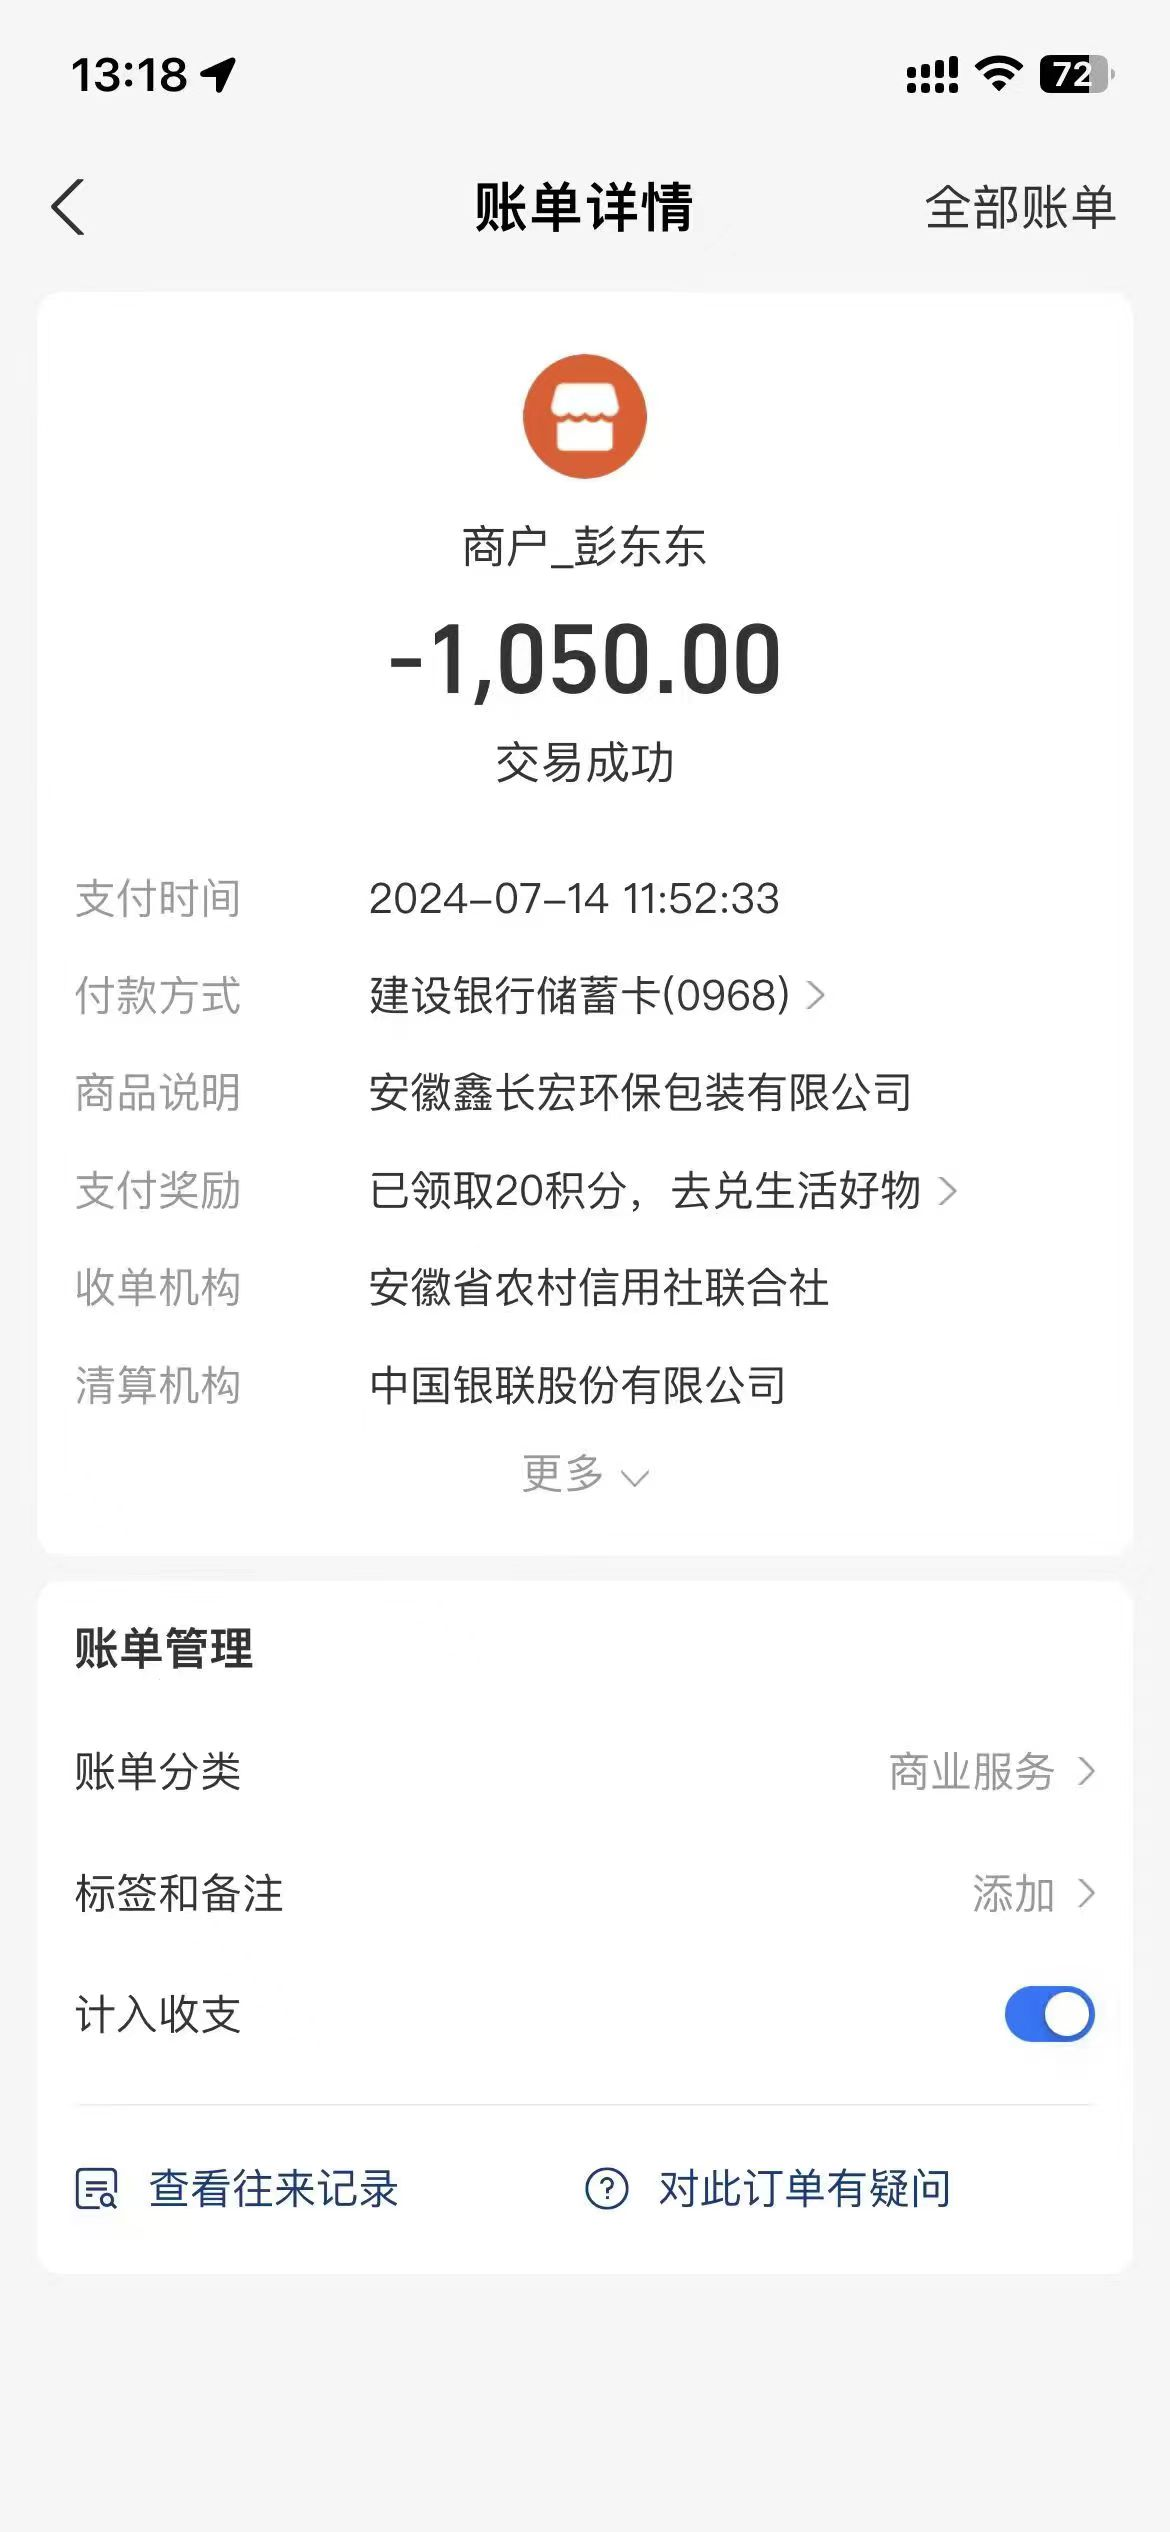 13:18
72
账单详情
全部账单
商户_彭东东
-1,050.00
交易成功
支付时间 2024-07-14 11:52:33
付款方式 建设银行储蓄卡(0968)
商品说明 安徽鑫长宏环保包装有限公司
支付奖励 已领取20积分，去兑生活好物
收单机构 安徽省农村信用社联合社
清算机构 中国银联股份有限公司
更多
账单管理
账单分类 商业服务
标签和备注 添加
计入收支
查看往来记录
对此订单有疑问